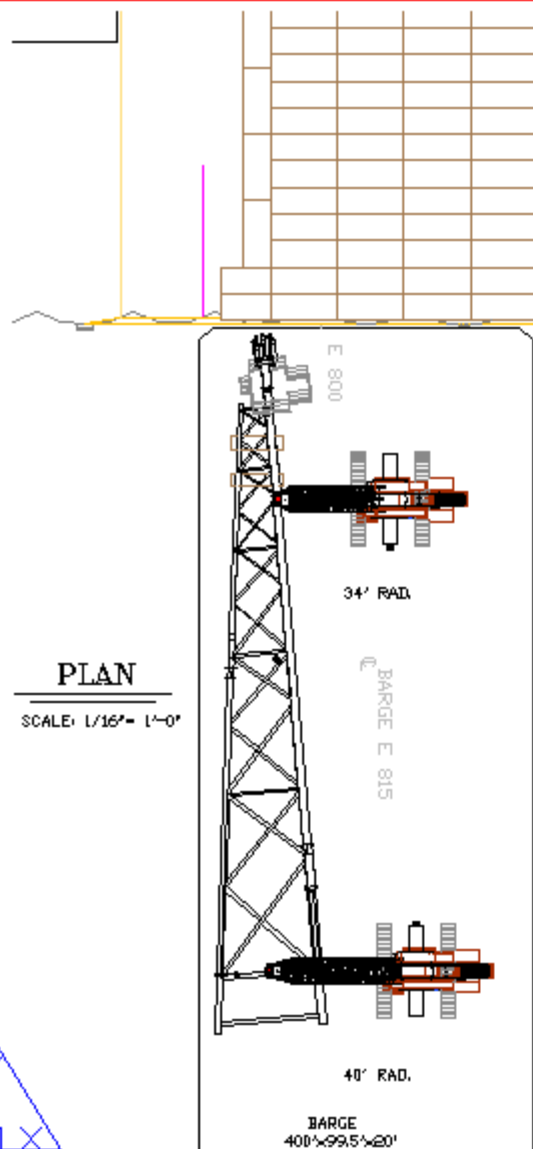 E 800
34' RAD.
PLAN
SCALE: 1/16"= 1'-0"
℄ BARGE E 815
40' RAD.
BARGE
400'x99.5'x20'